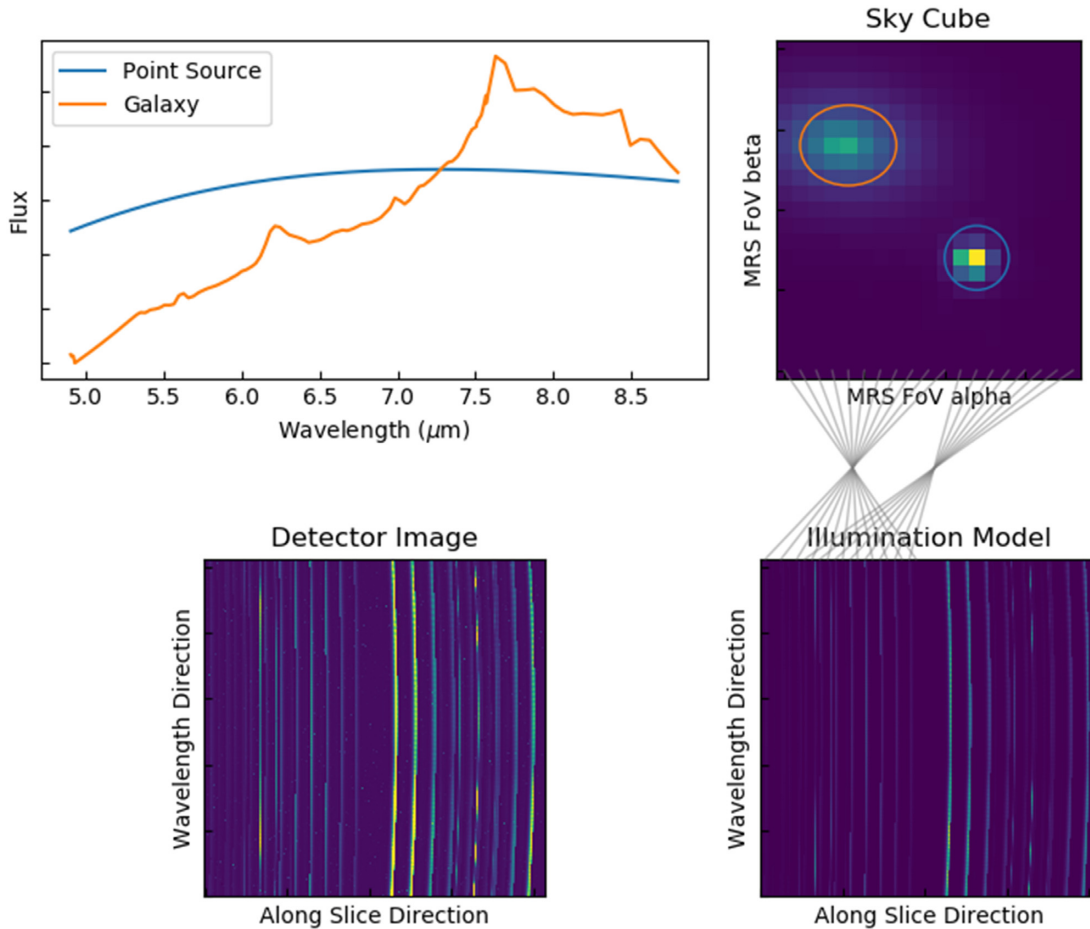 Sky Cube
Point Source
Galaxy
Flux
5.0 5.5 6.0 6.5 7.0 7.5 8.0 8.5
Wavelength (μm)
MRS FoV beta
MRS FoV alpha
Detector Image
Wavelength Direction
Along Slice Direction
Illumination Model
Wavelength Direction
Along Slice Direction